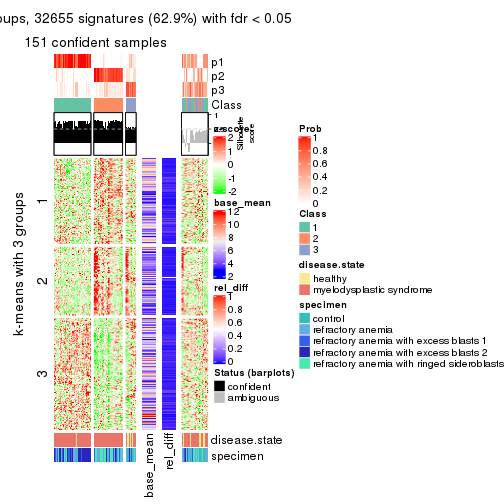 oups, 32655 signatures (62.9%) with fdr < 0.05
151 confident samples
p1
p2
p3
Class
1
Silhouette
score
z-score
2
1
0
-1
-2
k-means with 3 groups
1
2
3
base_mean
12
10
8
6
4
2
rel_diff
1
0.8
0.6
0.4
0.2
0
Status (barplots)
confident
ambiguous
Prob
1
0.8
0.6
0.4
0.2
0
Class
1
2
3
disease.state
healthy
myelodysplastic syndrome
specimen
control
refractory anemia
refractory anemia with excess blasts 1
refractory anemia with excess blasts 2
refractory anemia with ringed sideroblasts
disease.state
specimen
base_mean
rel_diff